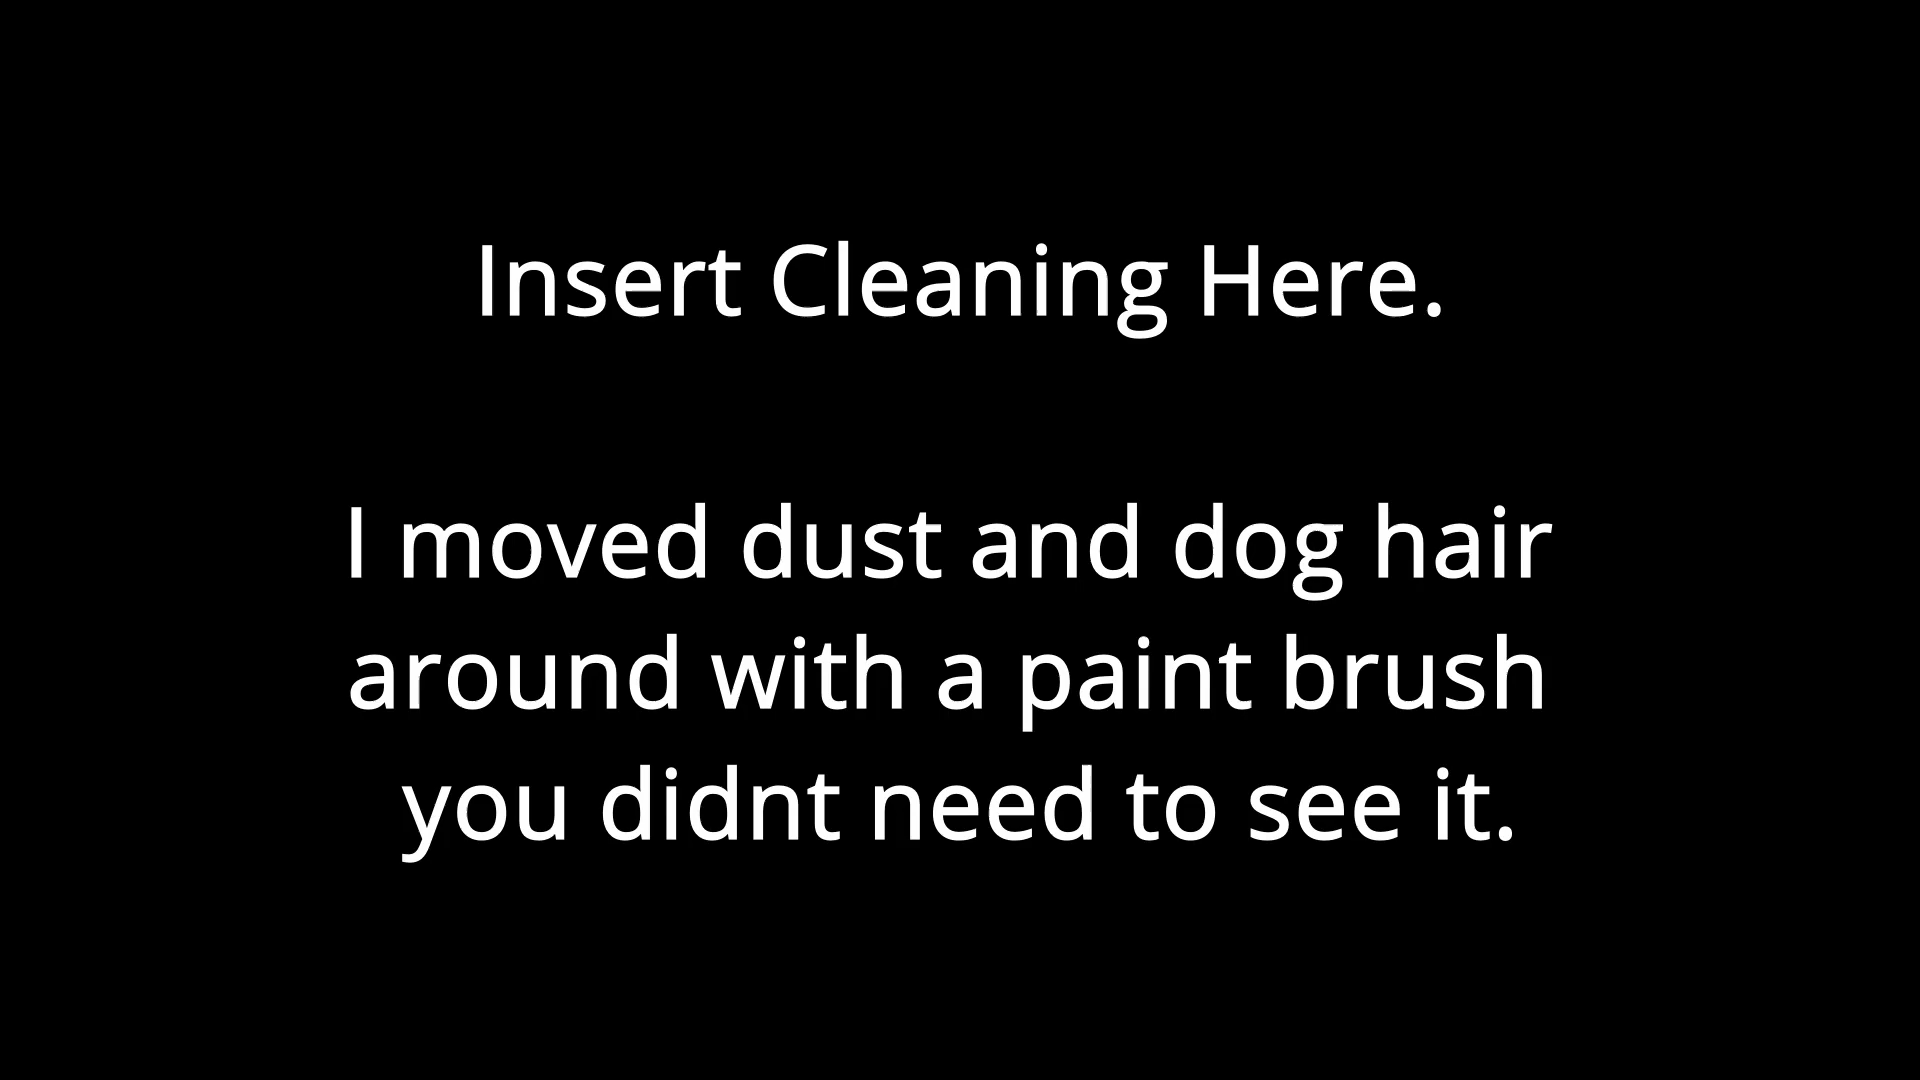 Insert Cleaning Here.
I moved dust and dog hair
around with a paint brush
you didnt need to see it.